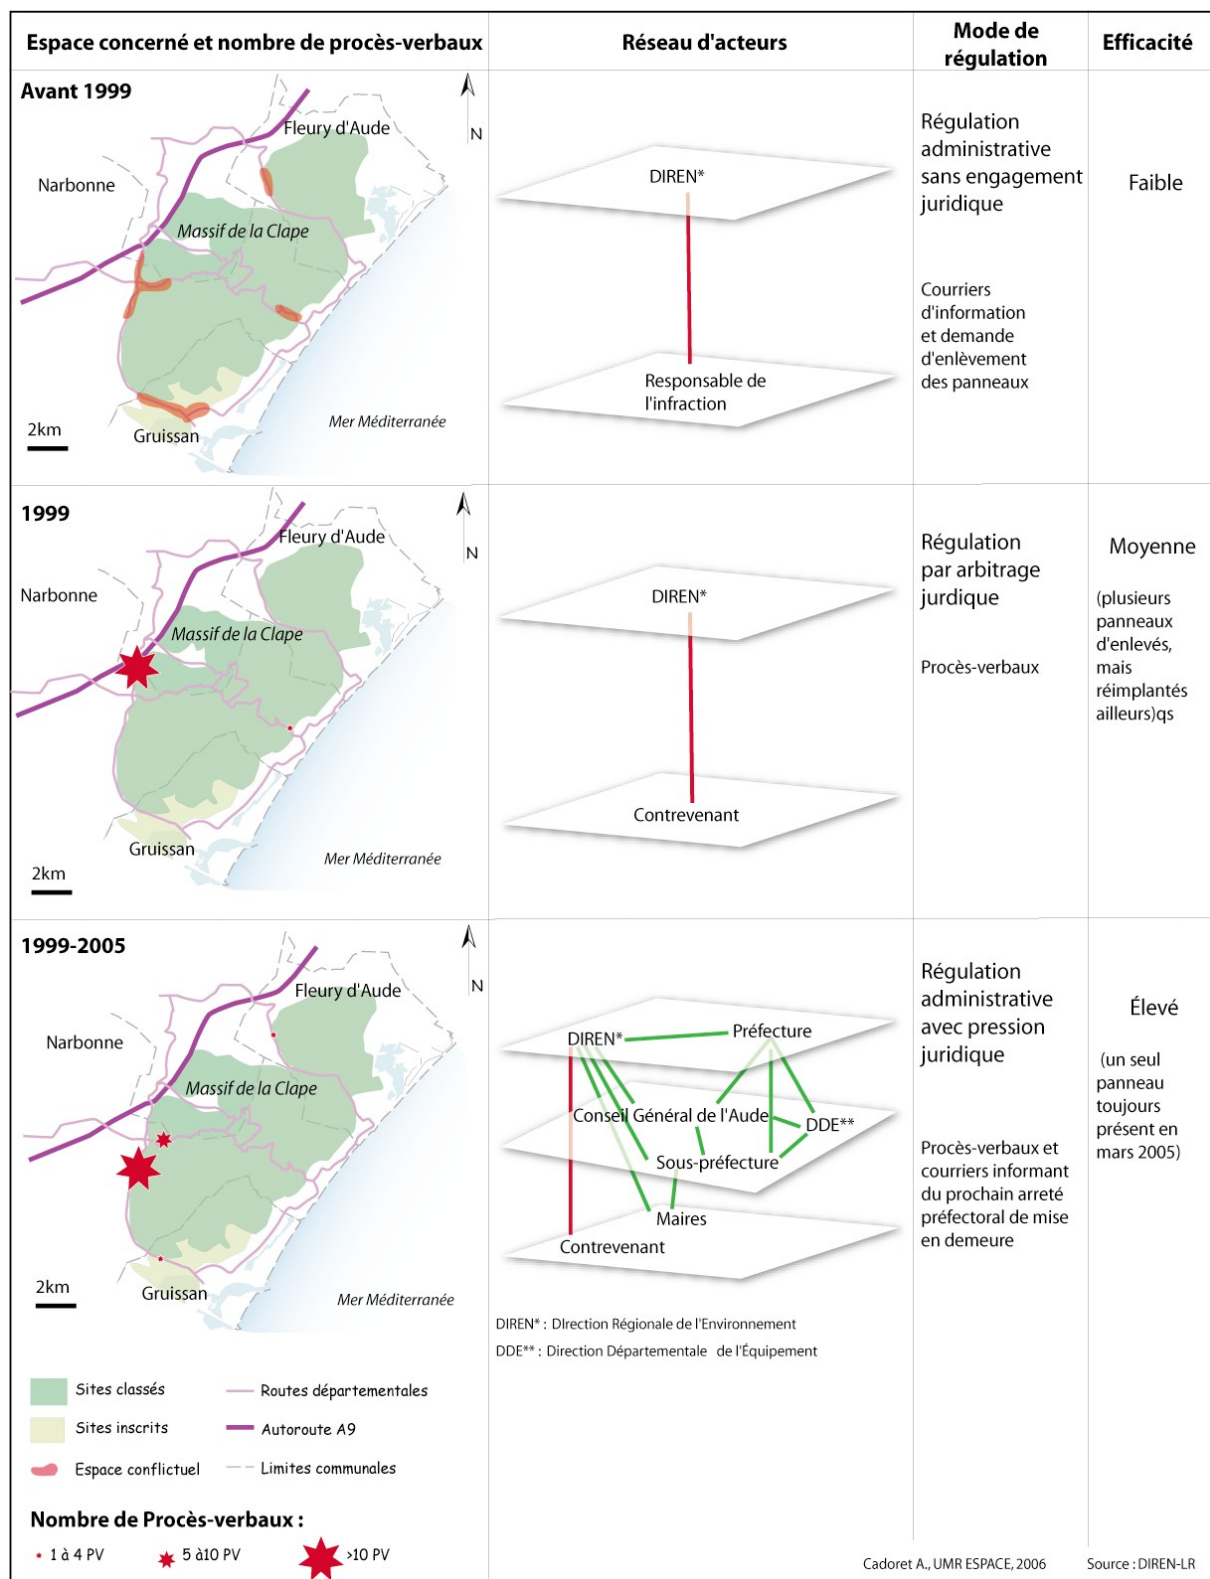 Espace concerné et nombre de procès-verbaux
Réseau d'acteurs
Mode de
régulation
Efficacité
Avant 1999
Fleury d'Aude
N
Narbonne
Massif de la Clape
Mer Méditerranée
Gruissan
2km
DIREN*
Responsable de
l'infraction
Régulation
administrative
sans engagement
juridique
Courriers
d'information
et demande
d'enlèvement
des panneaux
Faible
1999
Fleury d'Aude
N
Narbonne
Massif de la Clape
Gruissan
Mer Méditerranée
2km
DIREN*
Contrevenant
Régulation
par arbitrage
jurdique
Procès-verbaux
Moyenne
(plusieurs
panneaux
d'enlevés,
mais
réimplantés
ailleurs)qs
1999-2005
Fleury d'Aude
N
Narbonne
Massif de la Clape
2km
Gruissan
Mer Méditerranée
DIREN*
Préfecture
Conseil Général de l'Aude
DDE**
Sous-préfecture
Maires
Contrevenant
DIREN* : DIrection Régionale de l'Environnement
DDE** : Direction Départementale de l'Équipement
Régulation
administrative
avec pression
juridique
Procès-verbaux et
courriers informant
du prochain arreté
préfectoral de mise
en demeure
Élevé
(un seul
panneau
toujours
présent en
mars 2005)
Sites classés
Routes départementales
Sites inscrits
Autoroute A9
Espace conflictuel
Limites communales
Nombre de Procès-verbaux :
1 à 4 PV
5 à10 PV
>10 PV
Cadoret A., UMR ESPACE, 2006
Source : DIREN-LR